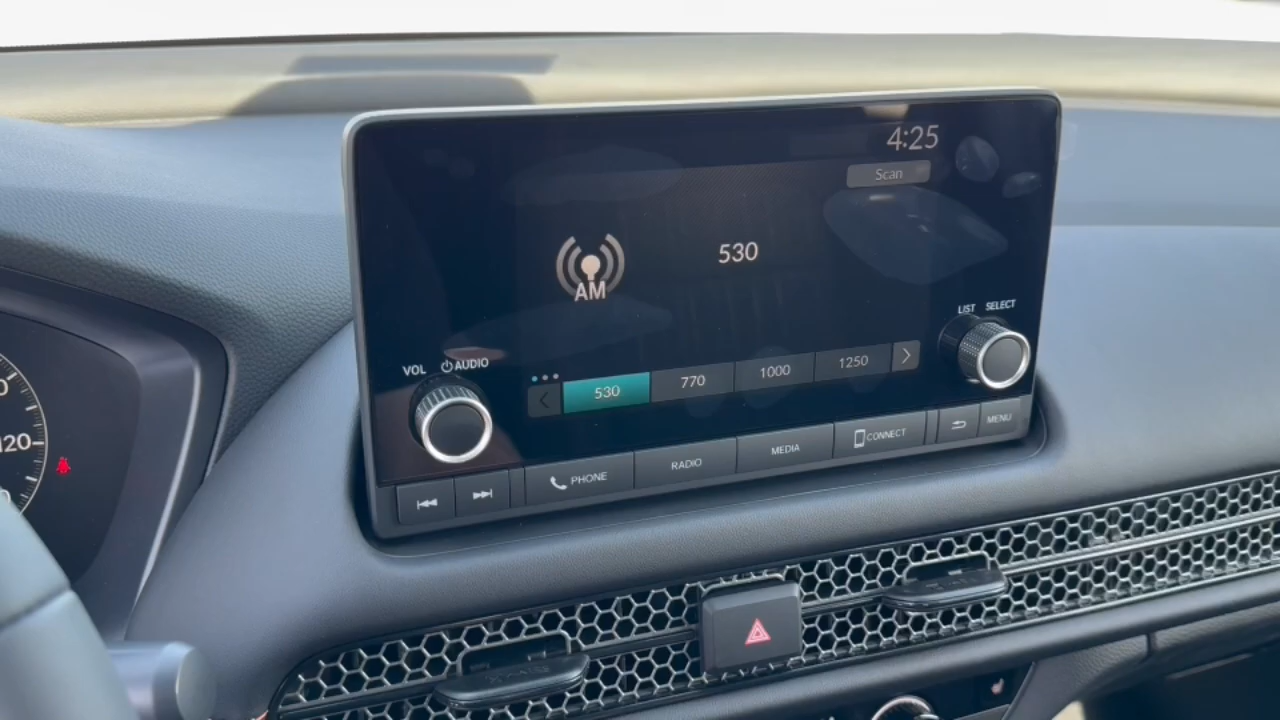 4:25
Scan
530
AM
LIST SELECT
VOL AUDIO
530 770 1000 1250
PHONE RADIO MEDIA CONNECT MENU
120